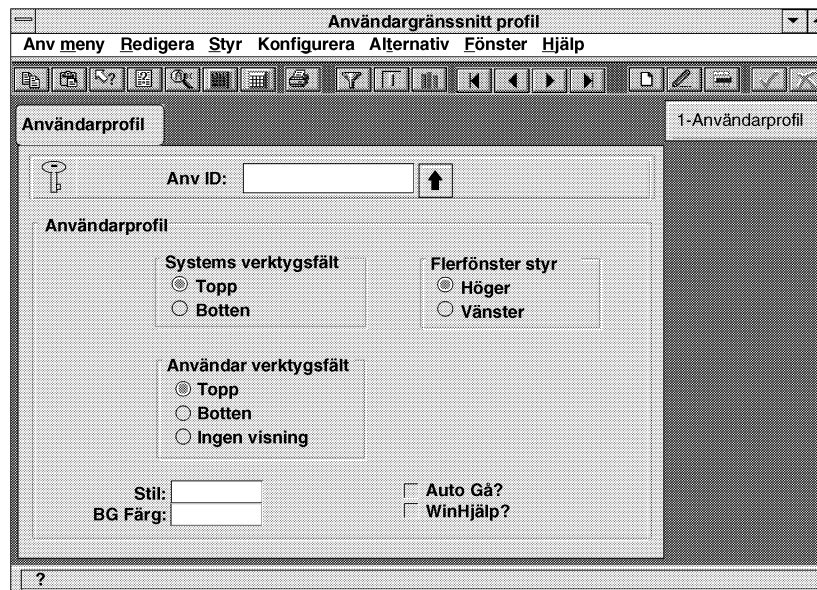 Användargränssnitt profil
Anv meny Redigera Styr Konfigurera Alternativ Fönster Hjälp
Användarprofil
1-Användarprofil
Anv ID:
Användarprofil
Systems verktygsfält
Topp
Botten
Flerfönster styr
Höger
Vänster
Användar verktygsfält
Topp
Botten
Ingen visning
Stil:
BG Färg:
Auto Gå?
WinHjälp?
?